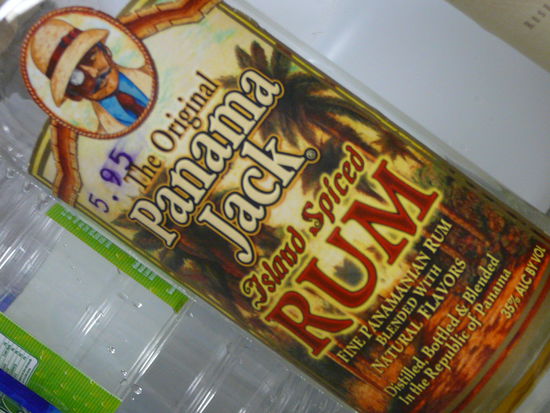 5.95
The Original
Panama
Jack®
Island Spiced
RUM
FINE PANAMANIAN RUM
BLENDED WITH
NATURAL FLAVORS
Distilled, Bottled & Blended
In the Republic of Panama
35% ALC BY VOL